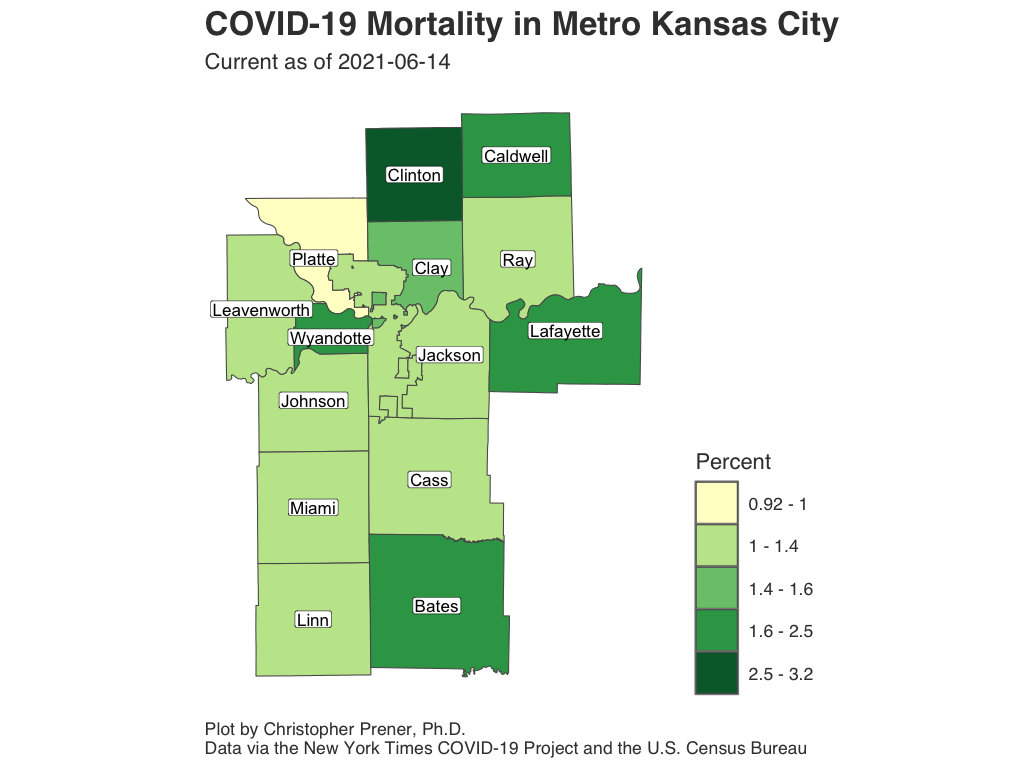 COVID-19 Mortality in Metro Kansas City
Current as of 2021-06-14
Caldwell
Clinton
Platte
Clay
Ray
Leavenworth
Wyandotte
Lafayette
Jackson
Johnson
Cass
Miami
Bates
Linn
Percent
0.92 - 1
1 - 1.4
1.4 - 1.6
1.6 - 2.5
2.5 - 3.2
Plot by Christopher Prener, Ph.D.
Data via the New York Times COVID-19 Project and the U.S. Census Bureau